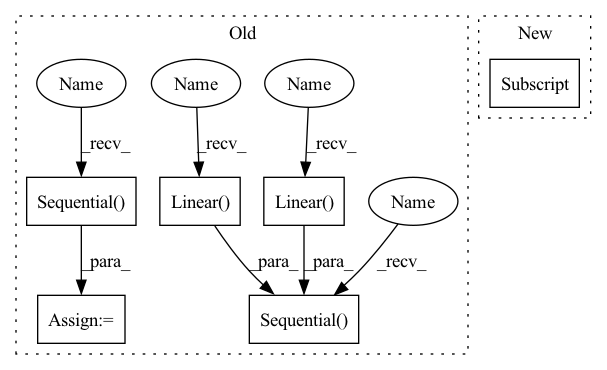 Old
New
Name
Name
Name
Subscript
_recv_
_recv_
_recv_
Sequential()
Linear()
Linear()
Name
_para_
_para_
_para_
_recv_
Assign:=
Sequential()